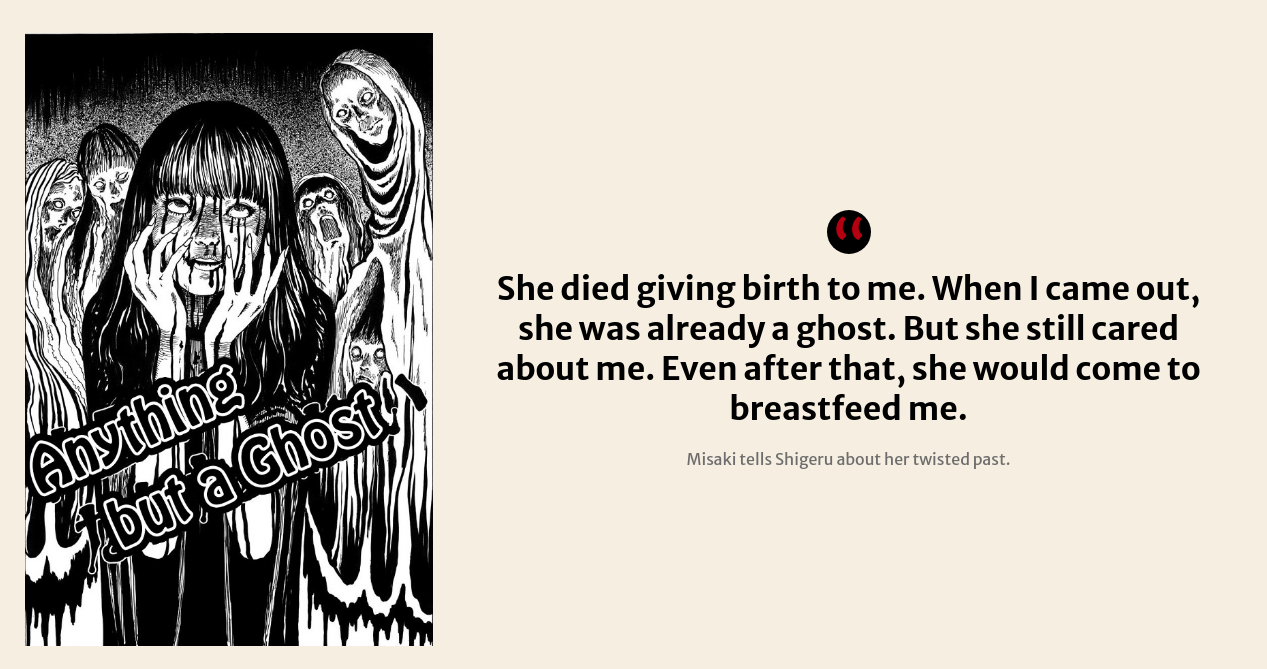 Anything
but a Ghost
“
She died giving birth to me. When I came out,
she was already a ghost. But she still cared
about me. Even after that, she would come to
breastfeed me.
Misaki tells Shigeru about her twisted past.